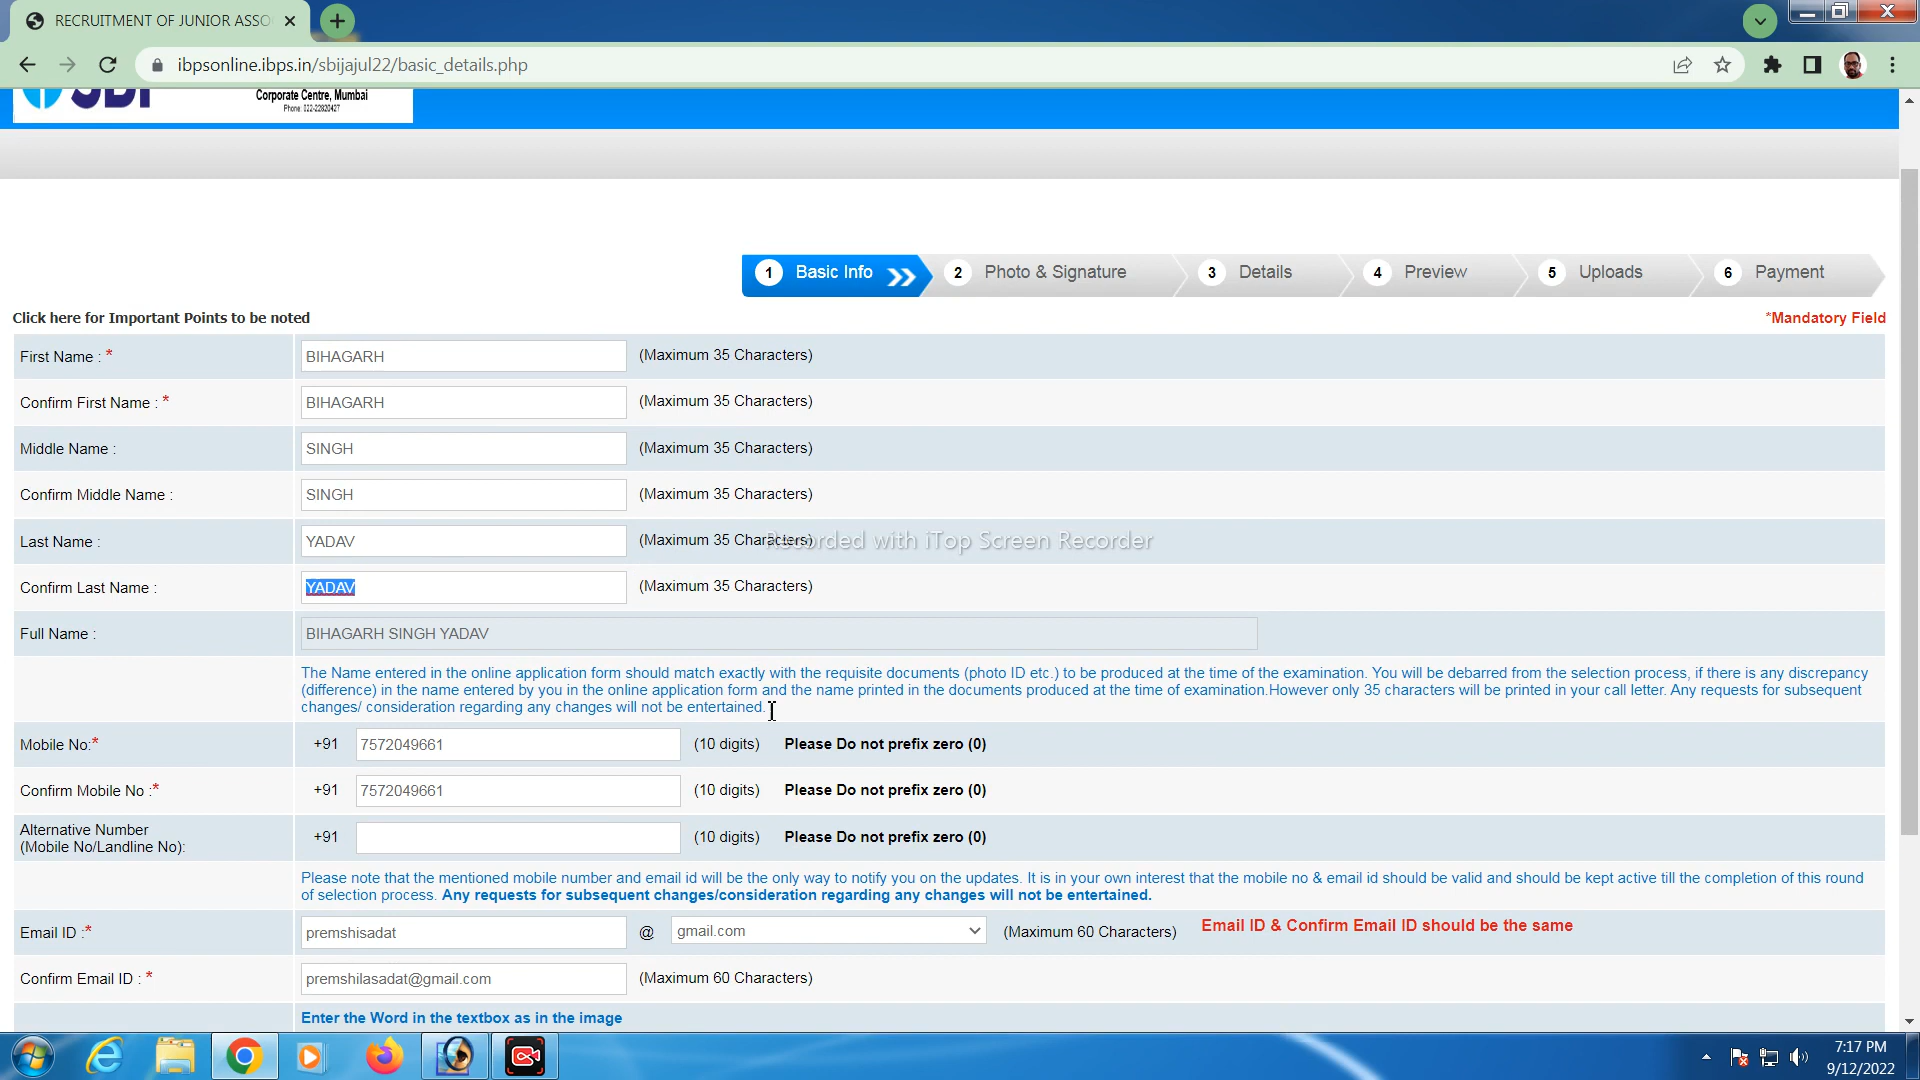 RECRUITMENT OF JUNIOR ASSO
ibpsonline.ibps.in/sbijajul22/basic_details.php
Corporate Centre, Mumbai
Phone: 022-22820427
1 Basic Info 2 Photo & Signature 3 Details 4 Preview 5 Uploads 6 Payment
Click here for Important Points to be noted
*Mandatory Field
First Name : * BIHAGARH (Maximum 35 Characters)
Confirm First Name : * BIHAGARH (Maximum 35 Characters)
Middle Name : SINGH (Maximum 35 Characters)
Confirm Middle Name : SINGH (Maximum 35 Characters)
Last Name : YADAV (Maximum 35 Characters)
Recorded with iTop Screen Recorder
Confirm Last Name : YADAV (Maximum 35 Characters)
Full Name : BIHAGARH SINGH YADAV
The Name entered in the online application form should match exactly with the requisite documents (photo ID etc.) to be produced at the time of the examination. You will be debarred from the selection process, if there is any discrepancy
(difference) in the name entered by you in the online application form and the name printed in the documents produced at the time of examination.However only 35 characters will be printed in your call letter. Any requests for subsequent
changes/ consideration regarding any changes will not be entertained.
Mobile No:* +91 7572049661 (10 digits) Please Do not prefix zero (0)
Confirm Mobile No :* +91 7572049661 (10 digits) Please Do not prefix zero (0)
Alternative Number
(Mobile No/Landline No): +91 (10 digits) Please Do not prefix zero (0)
Please note that the mentioned mobile number and email id will be the only way to notify you on the updates. It is in your own interest that the mobile no & email id should be valid and should be kept active till the completion of this round
of selection process. Any requests for subsequent changes/consideration regarding any changes will not be entertained.
Email ID :* premshisadat @ gmail.com (Maximum 60 Characters) Email ID & Confirm Email ID should be the same
Confirm Email ID : * premshilasadat@gmail.com (Maximum 60 Characters)
Enter the Word in the textbox as in the image
7:17 PM
9/12/2022